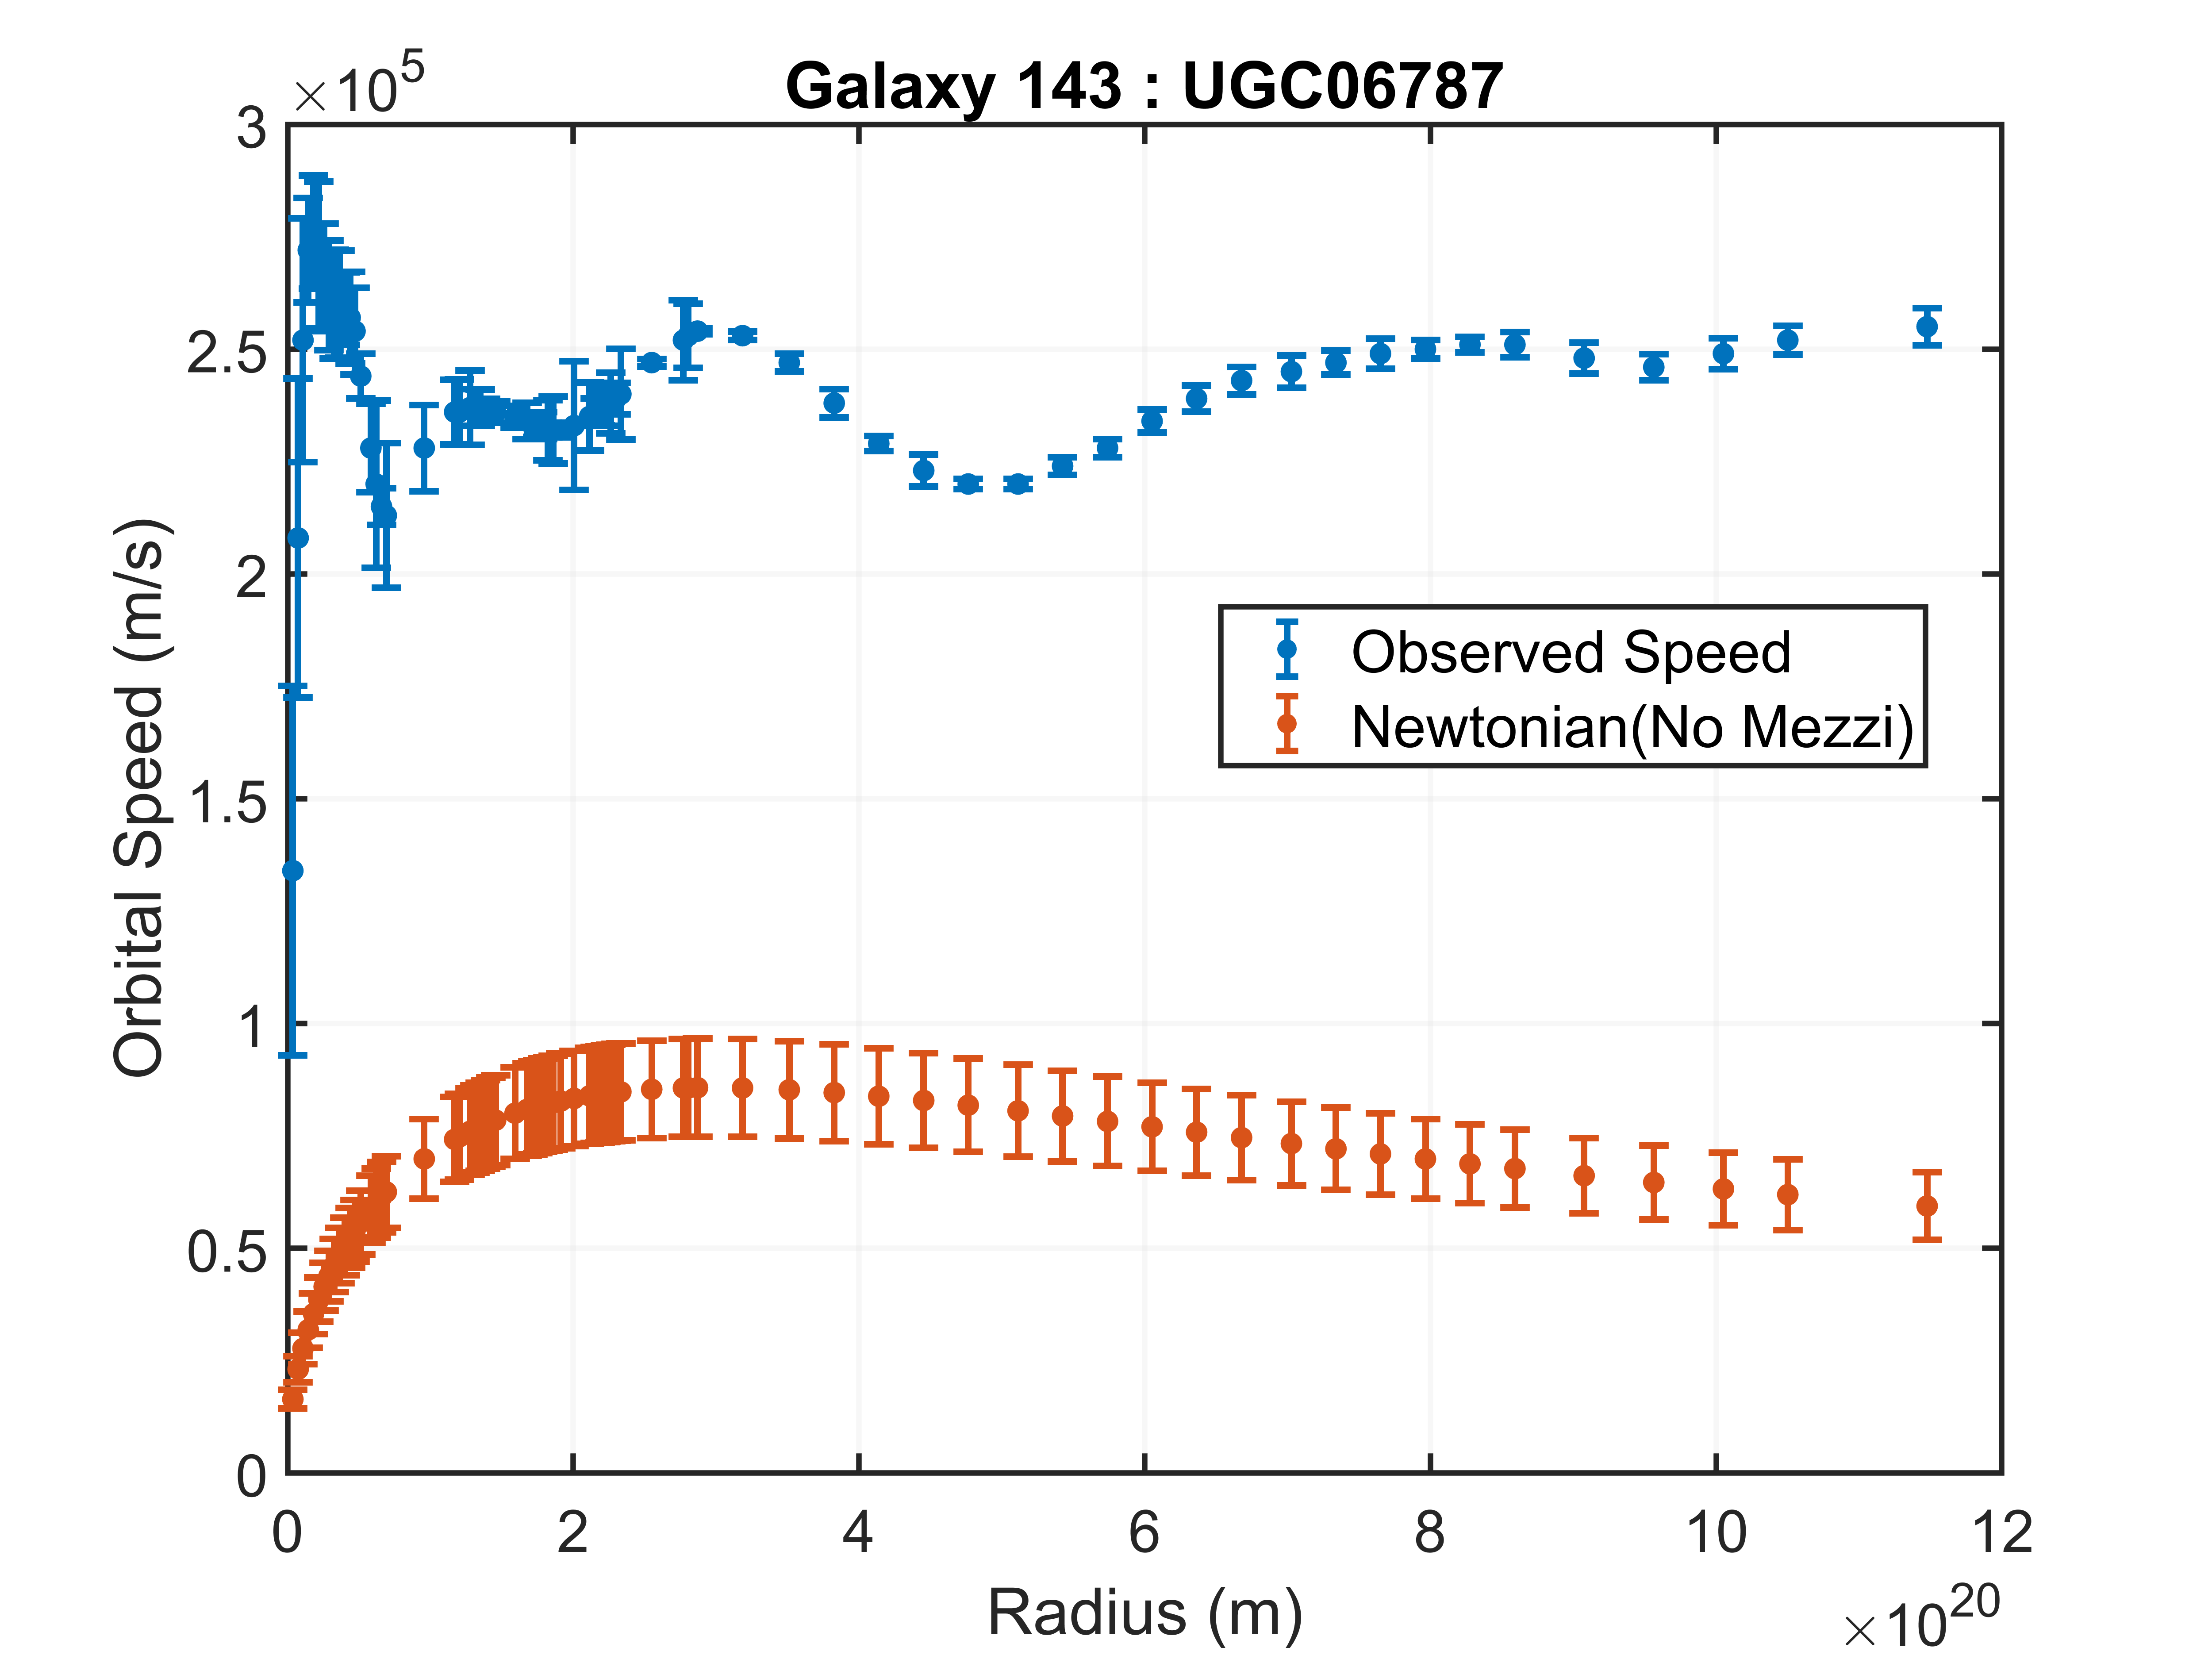 ×10^5
Galaxy 143 : UGC06787
3
2.5
2
1.5
1
0.5
0
Orbital Speed (m/s)
Observed Speed
Newtonian(No Mezzi)
0 2 4 6 8 10 12
Radius (m)
×10^20